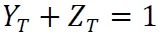 Y_T + Z_T = 1